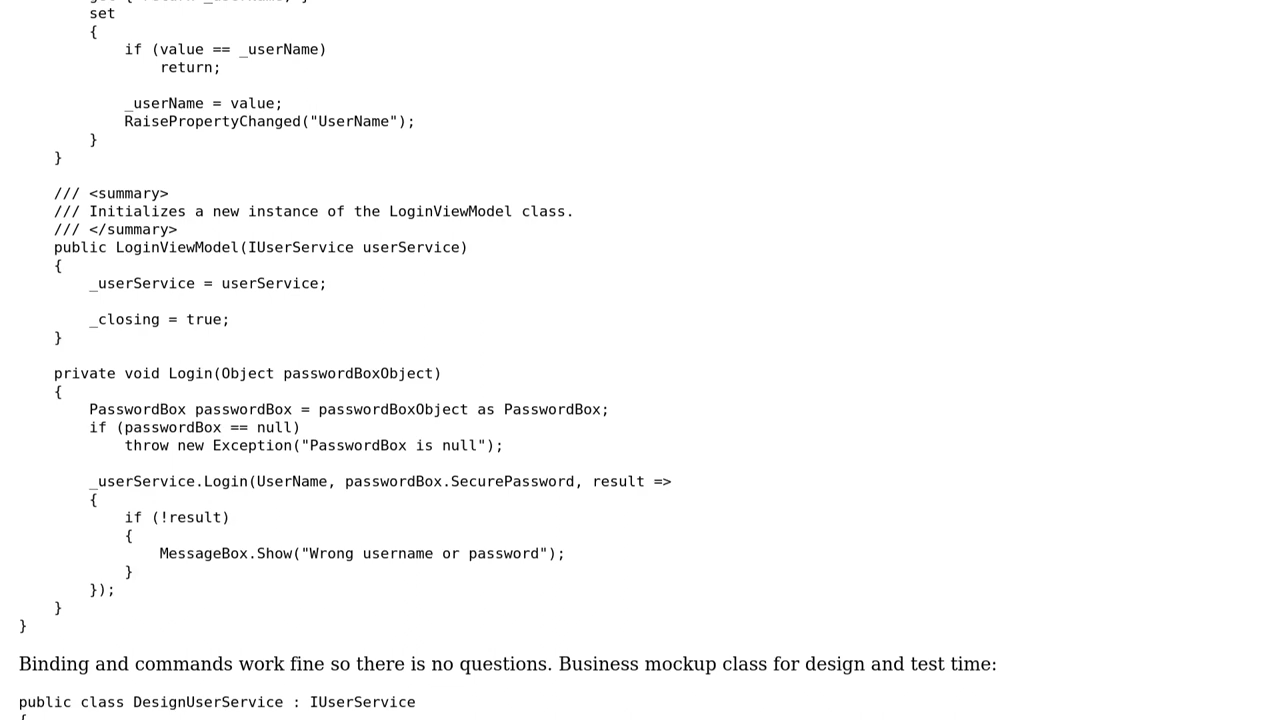 set
{
if (value == _userName)
return;
_userName = value;
RaisePropertyChanged("UserName");
}
}
/// <summary>
/// Initializes a new instance of the LoginViewModel class.
/// </summary>
public LoginViewModel(IUserService userService)
{
_userService = userService;
_closing = true;
}
private void Login(Object passwordBoxObject)
{
PasswordBox passwordBox = passwordBoxObject as PasswordBox;
if (passwordBox == null)
throw new Exception("PasswordBox is null");
_userService.Login(UserName, passwordBox.SecurePassword, result =>
{
if (!result)
{
MessageBox.Show("Wrong username or password");
}
});
}
}
Binding and commands work fine so there is no questions. Business mockup class for design and test time:
public class DesignUserService : IUserService
{